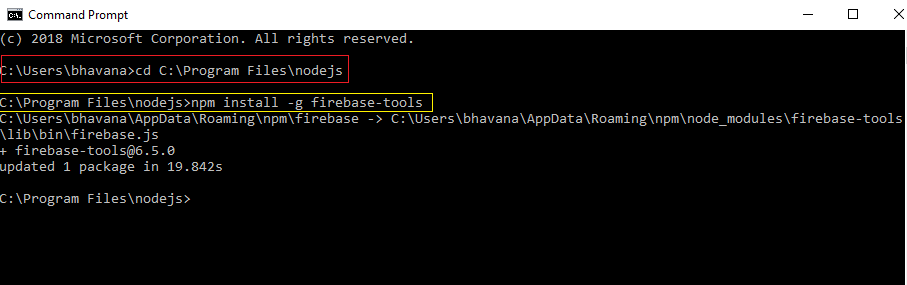 Command Prompt
(c) 2018 Microsoft Corporation. All rights reserved.
C:\Users\bhavana>cd C:\Program Files\nodejs
C:\Program Files\nodejs>npm install -g firebase-tools
C:\Users\bhavana\AppData\Roaming\npm\firebase -> C:\Users\bhavana\AppData\Roaming\npm\node_modules\firebase-tools
\lib\bin\firebase.js
+ firebase-tools@6.5.0
updated 1 package in 19.842s
C:\Program Files\nodejs>